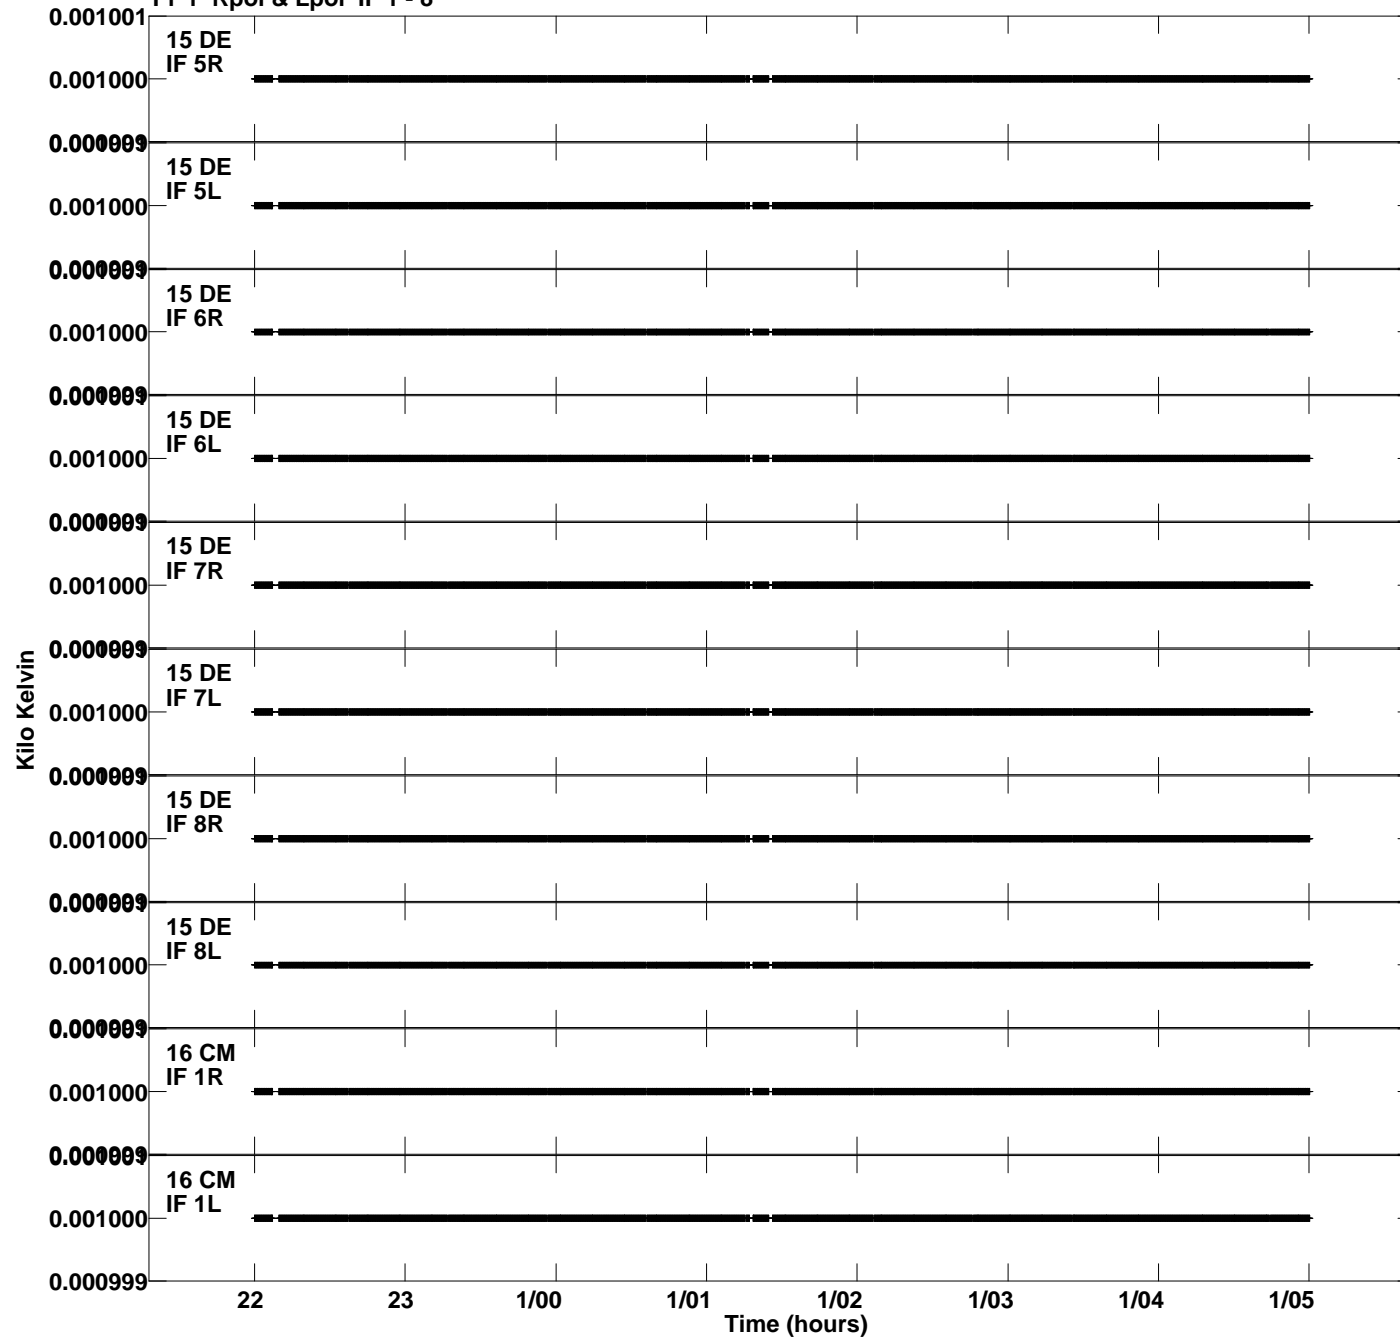 0.001001
15 DE
IF 5R
0.001000
15 DE
IF 5L
0.001000
15 DE
IF 6R
0.001000
15 DE
IF 6L
0.001000
15 DE
IF 7R
0.001000
15 DE
IF 7L
0.001000
Kilo Kelvin
15 DE
IF 8R
0.001000
15 DE
IF 8L
0.001000
16 CM
IF 1R
0.001000
16 CM
IF 1L
0.001000
0.000999
22 23 1/00 1/01 1/02 1/03 1/04 1/05
Time (hours)